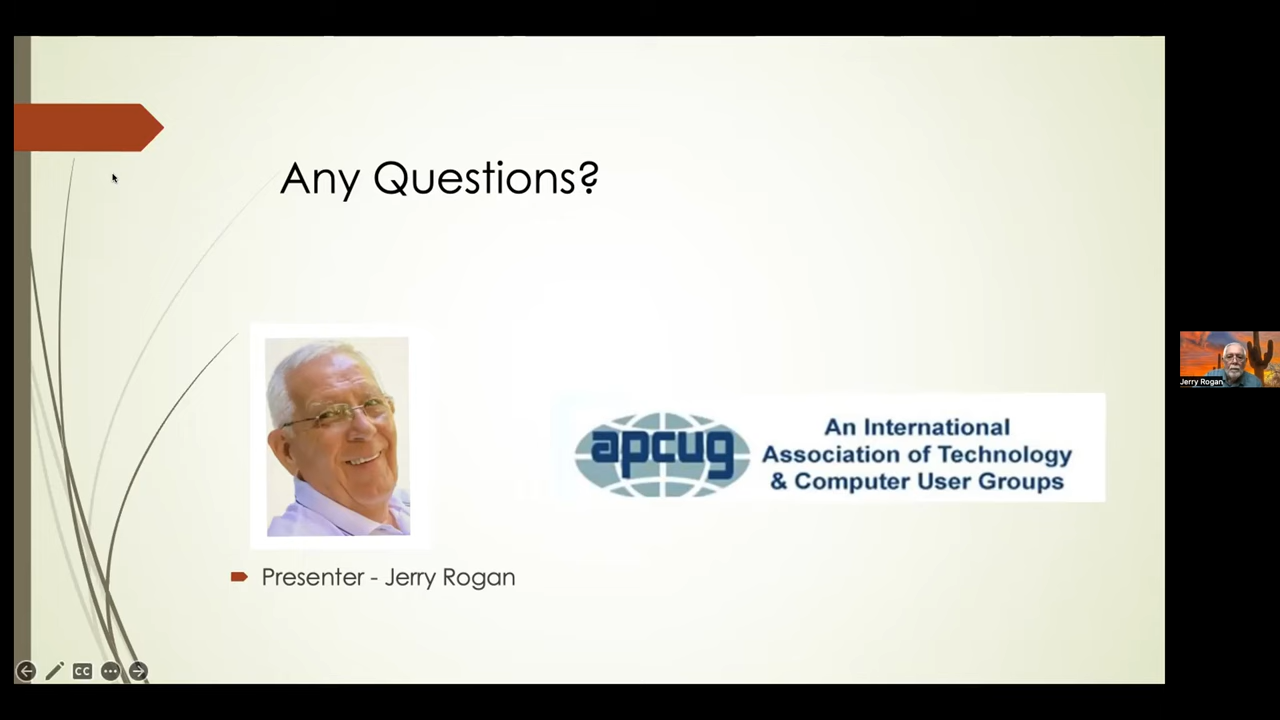 Any Questions?
apcug
An International
Association of Technology
& Computer User Groups
Jerry Rogan
Presenter - Jerry Rogan
CC